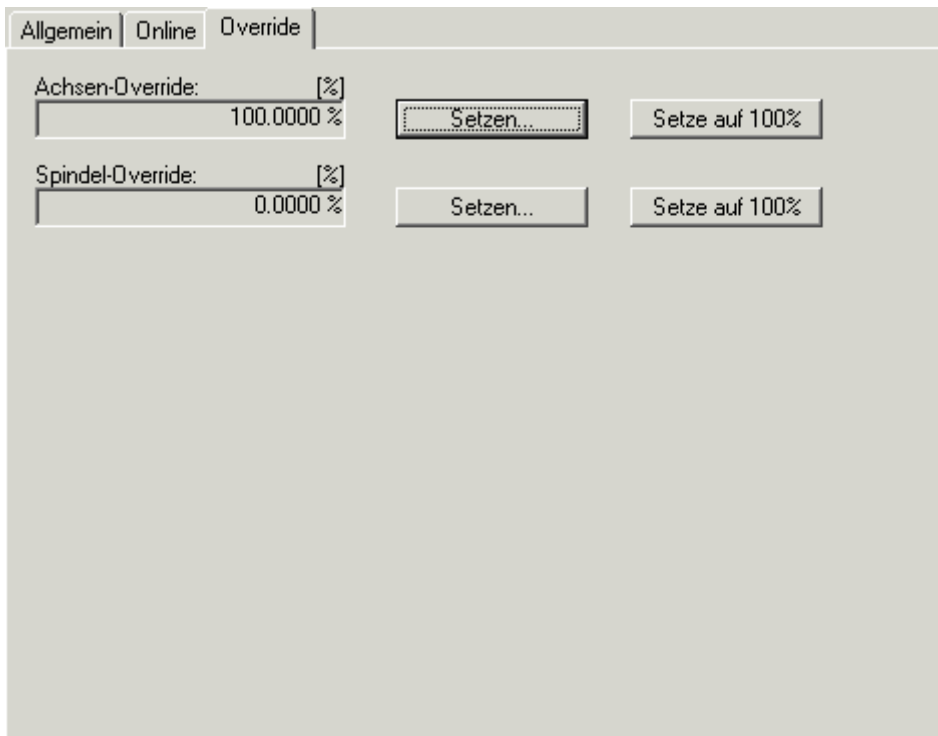 Allgemein Online Override
Achsen-Override: [%]
100.0000 % Setzen... Setze auf 100%
Spindel-Override: [%]
0.0000 % Setzen... Setze auf 100%